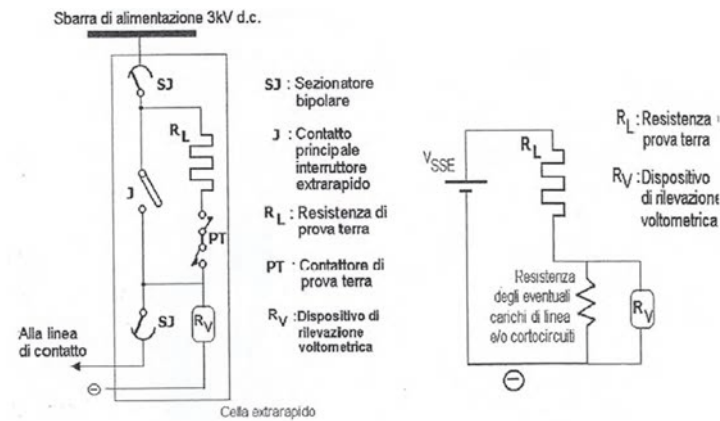 Sbarra di alimentazione 3kV d.c.
SJ
RL
J
PT
SJ
RV
Alla linea
di contatto
⊖
Cella extrarapido
SJ : Sezionatore
bipolare
J : Contatto
principale
interruttore
extrarapido
RL : Resistenza di
prova terra
PT : Contattore di
prova terra
RV :Dispositivo di
rilevazione
voltometrica
VSSE
RL
Resistenza
degli eventuali
carichi di linea
e/o cortocircuiti
RV
⊖
RL:Resistenza
prova terra
RV:Dispositivo
di rilevazione
voltometrica